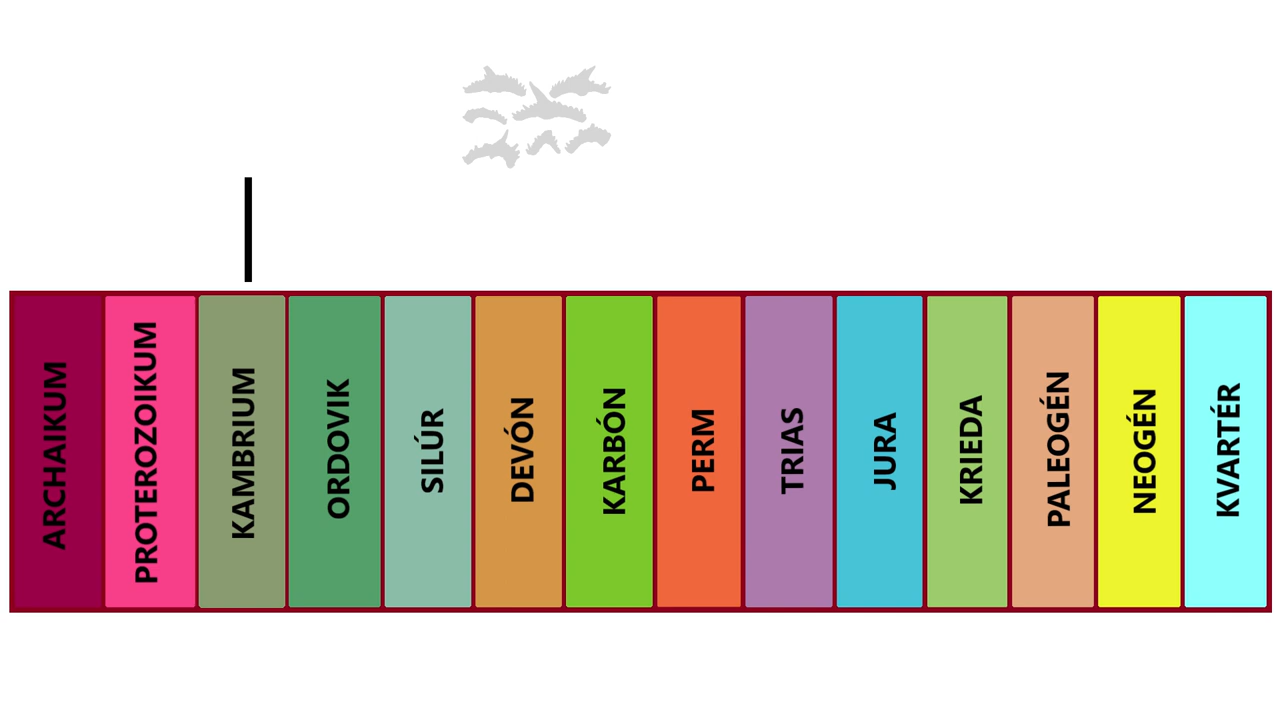 ARCHAIKUM
PROTEROZOIKUM
KAMBRIUM
ORDOVIK
SILÚR
DEVÓN
KARBÓN
PERM
TRIAS
JURA
KRIEDA
PALEOGÉN
NEOGÉN
KVARTÉR